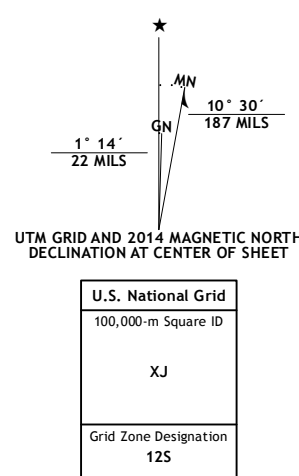 ★
MN
10° 30´
187 MILS
GN
1° 14´
22 MILS
UTM GRID AND 2014 MAGNETIC NORTH
DECLINATION AT CENTER OF SHEET
U.S. National Grid
100,000-m Square ID
XJ
Grid Zone Designation
12S